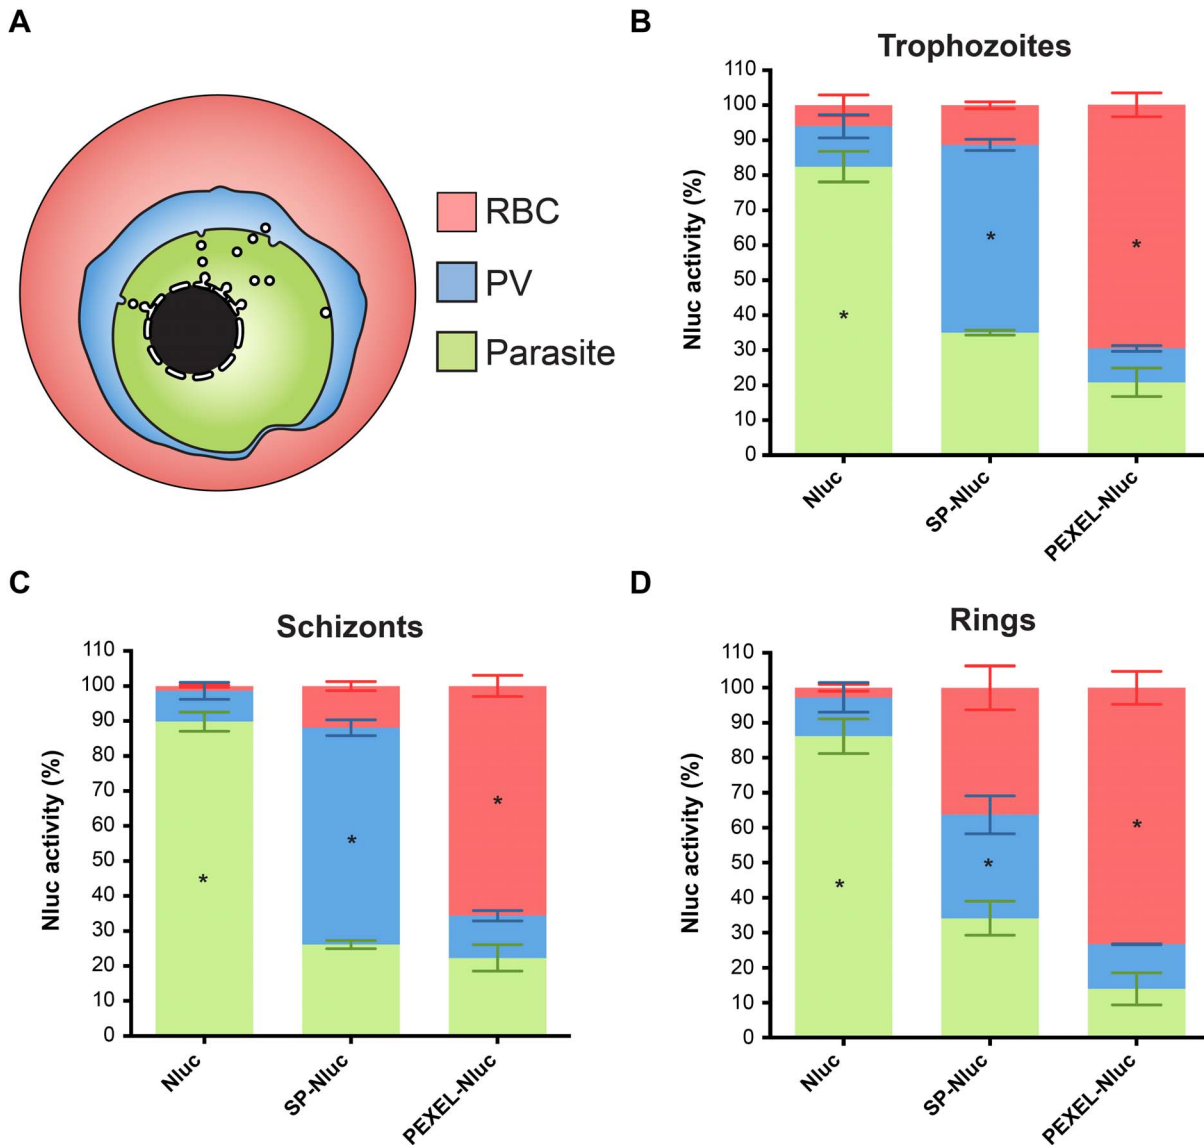 A
RBC
PV
Parasite
B
Trophozoites
Nluc activity (%)
110
100
90
80
70
60
50
40
30
20
10
0
*
*
*
Nluc
SP-Nluc
PEXEL-Nluc
C
Schizonts
Nluc activity (%)
110
100
90
80
70
60
50
40
30
20
10
0
*
*
*
Nluc
SP-Nluc
PEXEL-Nluc
D
Rings
Nluc activity (%)
110
100
90
80
70
60
50
40
30
20
10
0
*
*
*
Nluc
SP-Nluc
PEXEL-Nluc